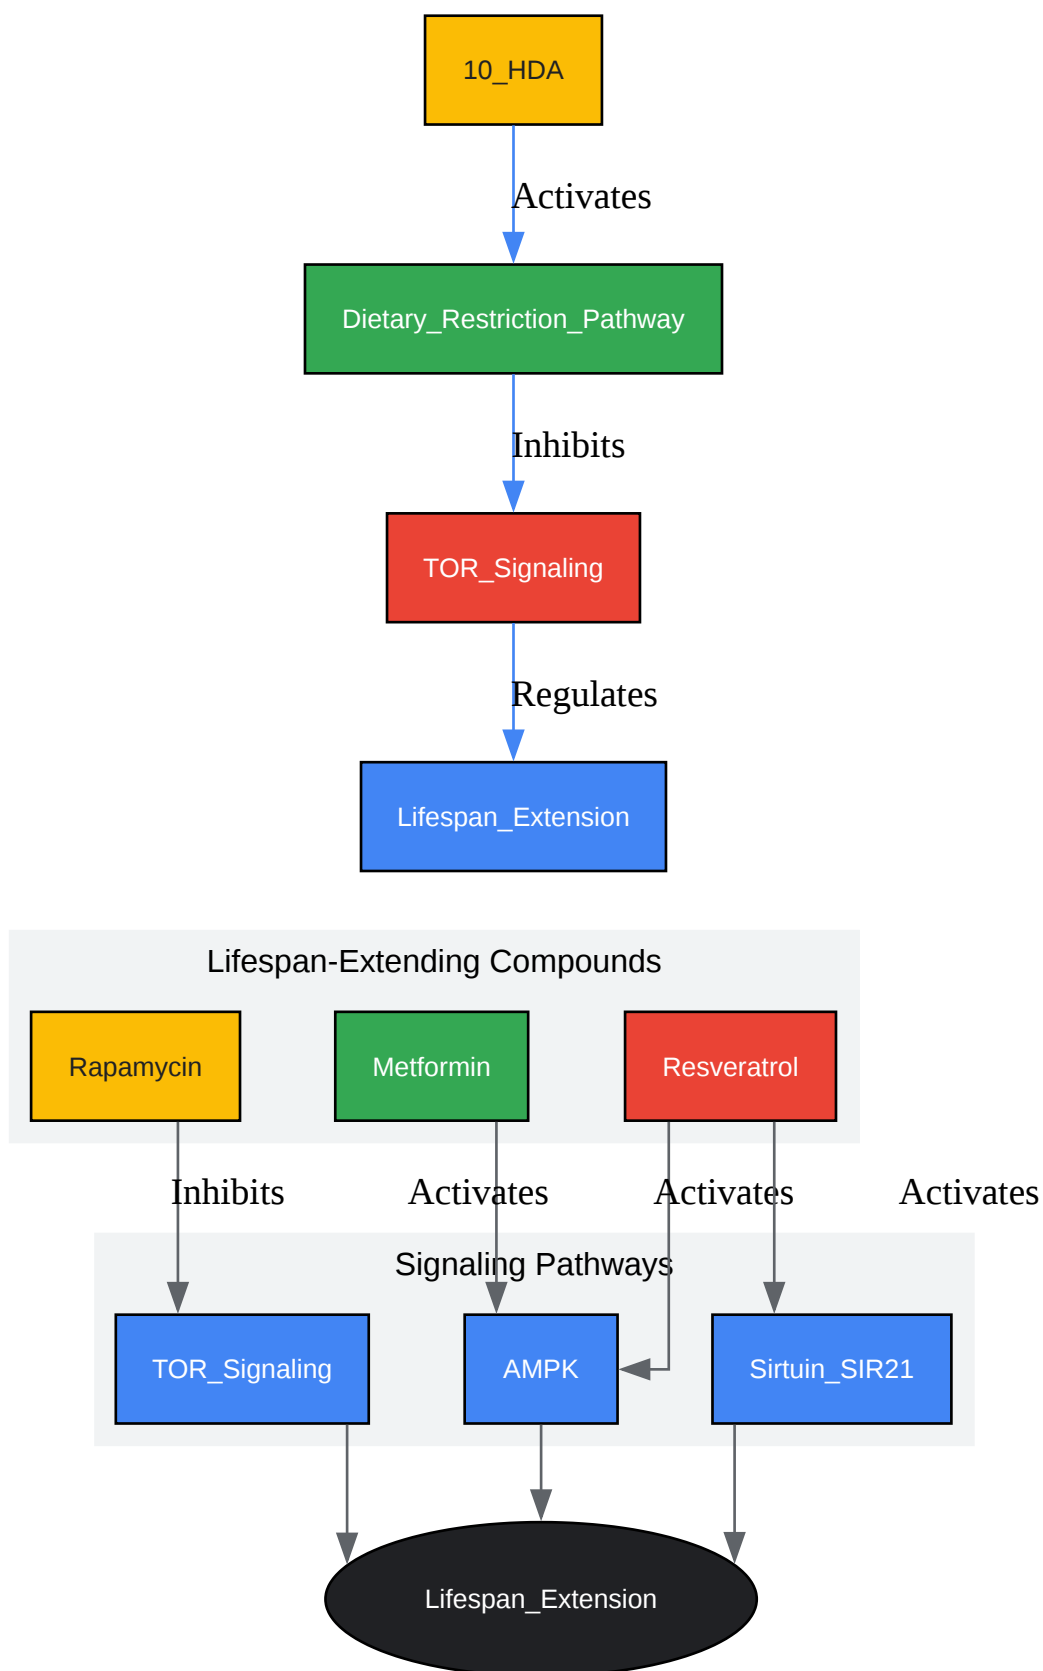 10_HDA
Activates
Dietary_Restriction_Pathway
Inhibits
TOR_Signaling
Regulates
Lifespan_Extension
Lifespan-Extending Compounds
Rapamycin
Metformin
Resveratrol
Inhibits
Activates
Activates
Activates
Signaling Pathways
TOR_Signaling
AMPK
Sirtuin_SIR21
Lifespan_Extension